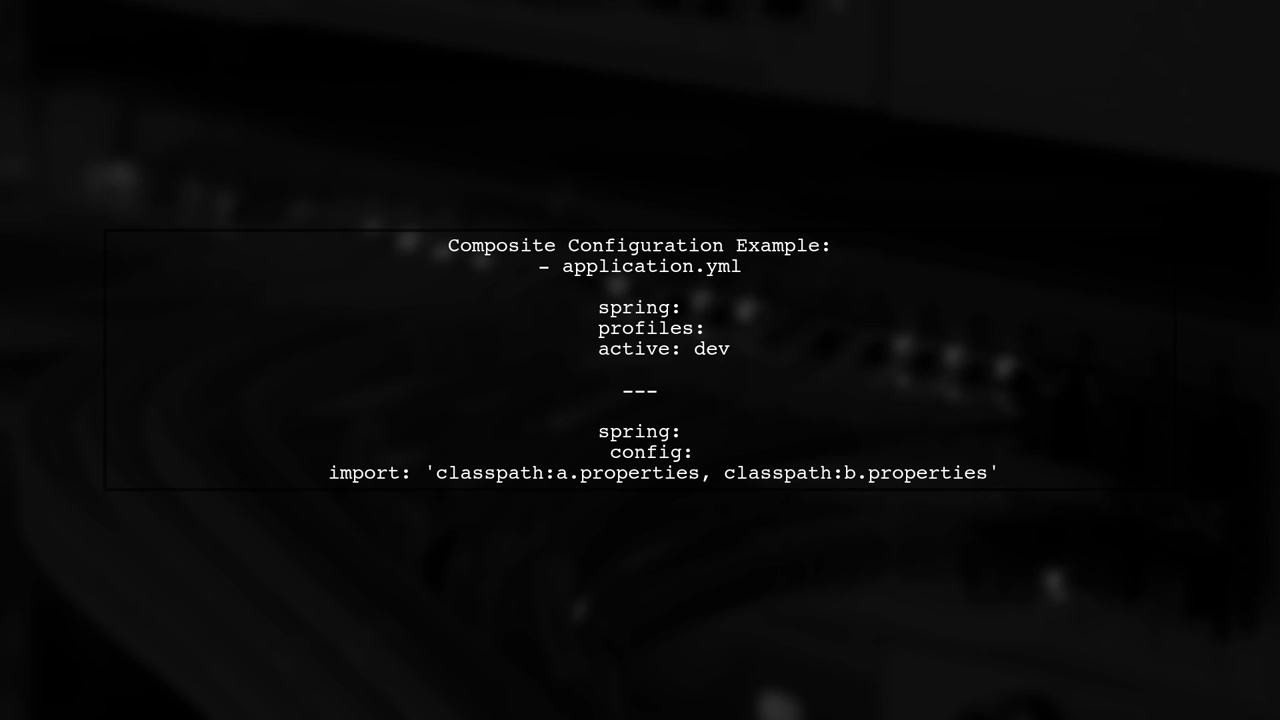 Composite Configuration Example:
- application.yml
spring:
profiles:
active: dev
---
spring:
config:
import: 'classpath:a.properties, classpath:b.properties'